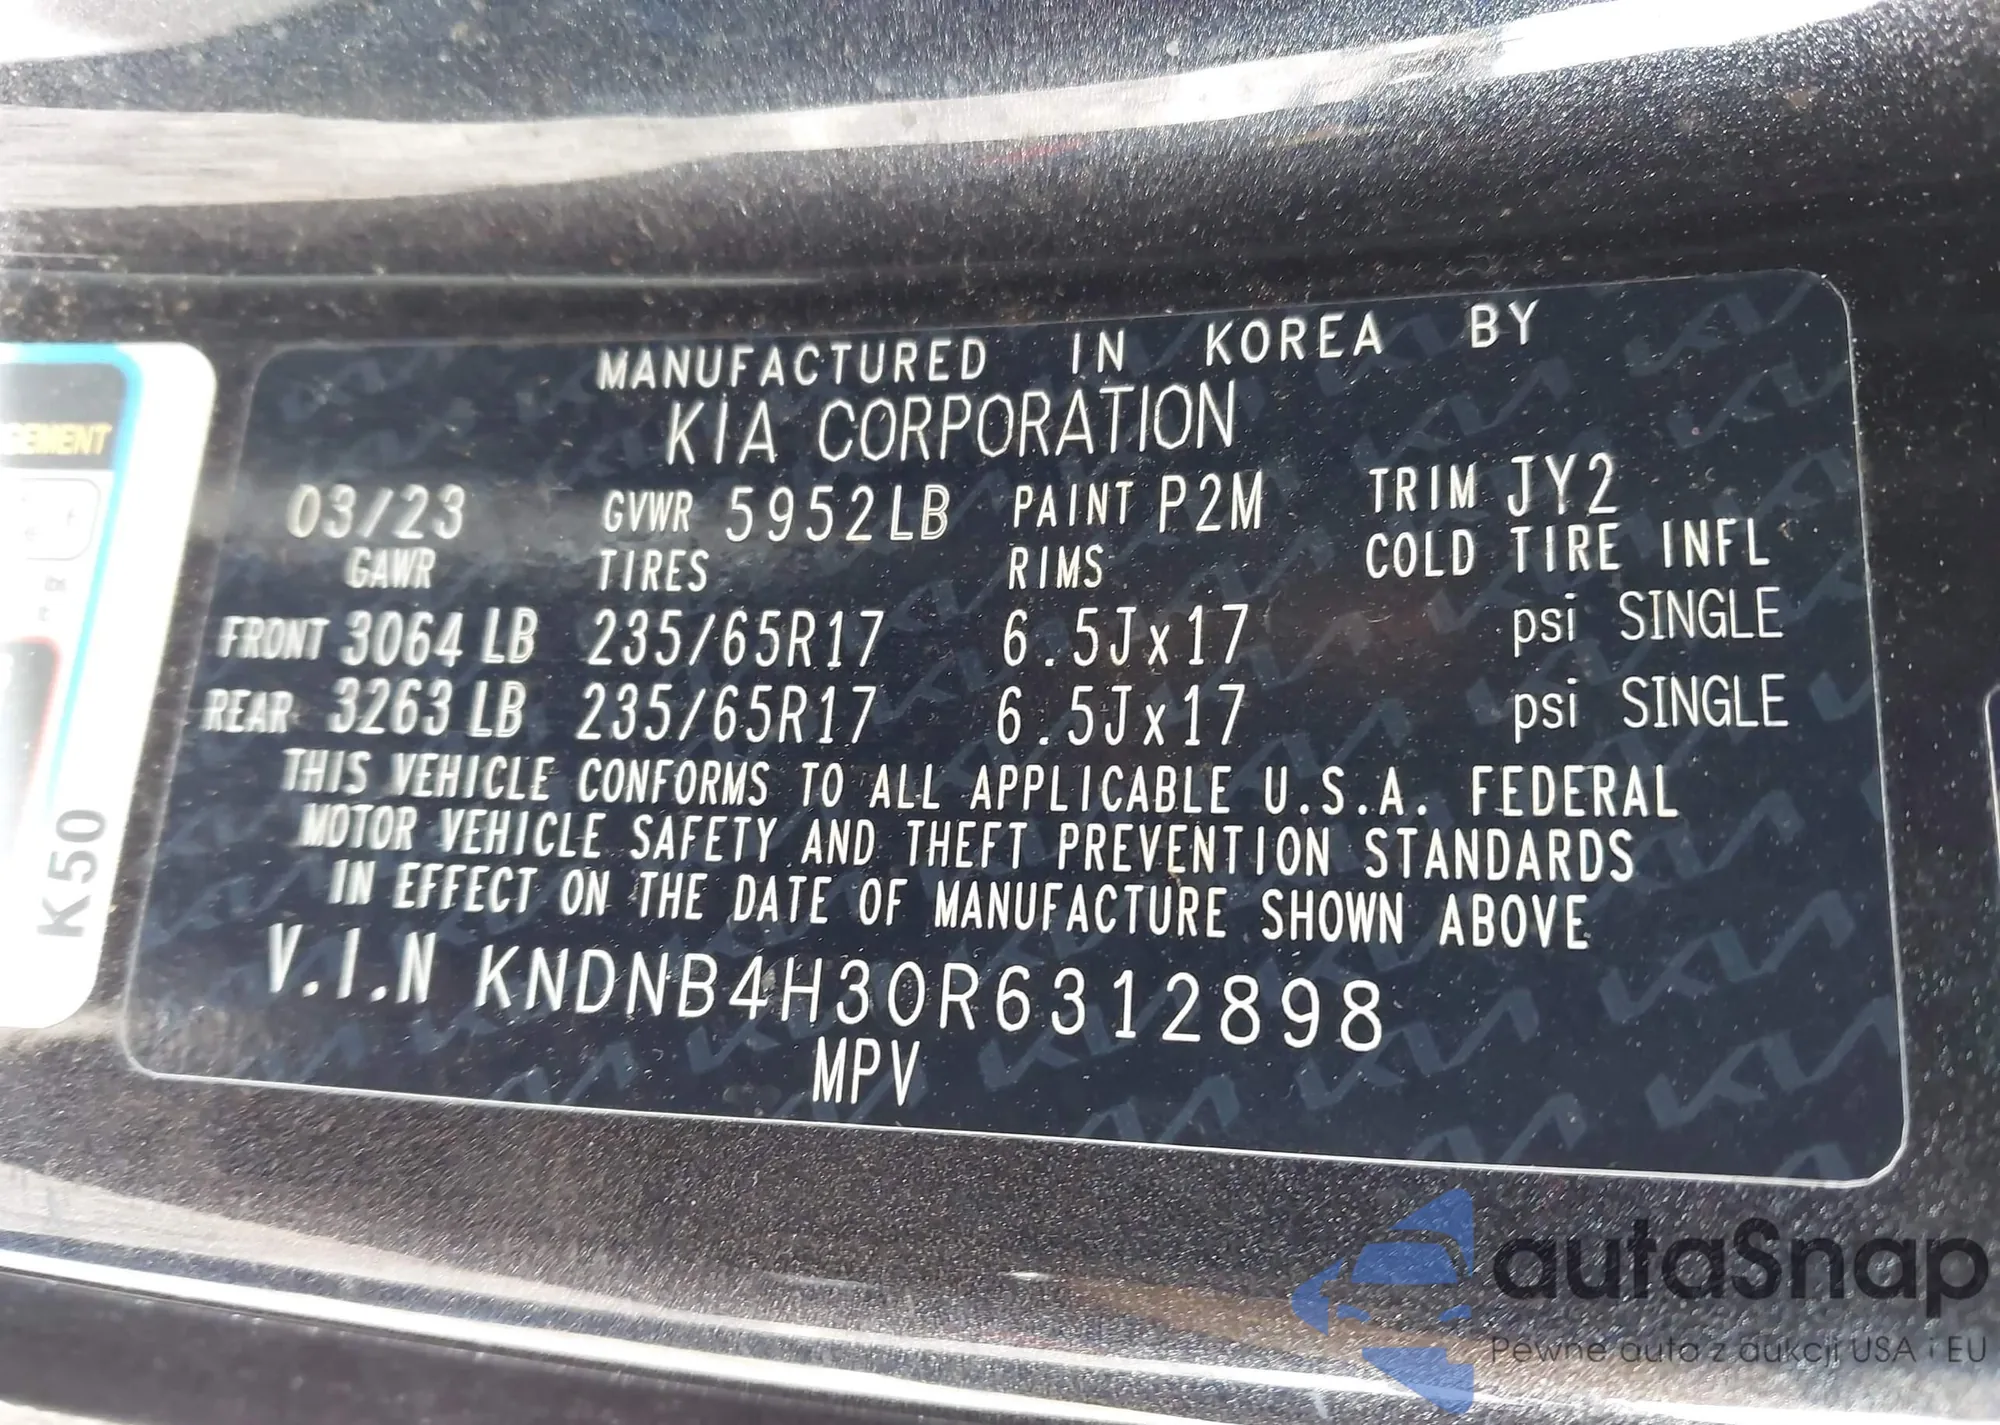 MANUFACTURED IN KOREA BY
KIA CORPORATION
03/23 GVWR 5952LB PAINT P2M TRIM JY2
GAWR TIRES RIMS COLD TIRE INFL
FRONT 3064 LB 235/65R17 6.5Jx17 psi SINGLE
REAR 3263 LB 235/65R17 6.5Jx17 psi SINGLE
THIS VEHICLE CONFORMS TO ALL APPLICABLE U.S.A. FEDERAL
MOTOR VEHICLE SAFETY AND THEFT PREVENTION STANDARDS
IN EFFECT ON THE DATE OF MANUFACTURE SHOWN ABOVE
V.I.N KNDNB4H30R6312898
MPV
K50
autaSnap
Pewne auta z aukcji USA i EU